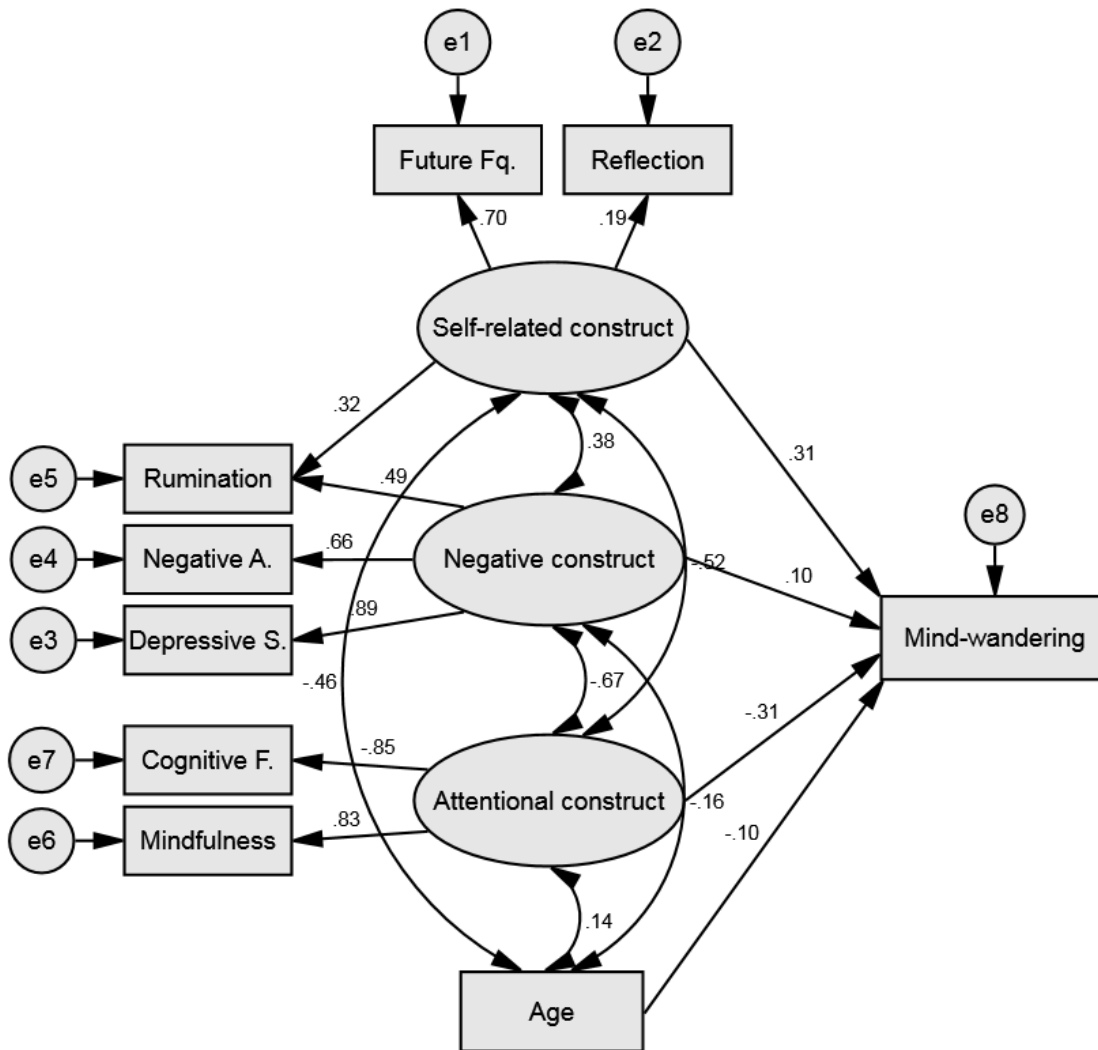 e1
e2
Future Fq.
Reflection
.70
.19
Self-related construct
.32
.38
.31
e5
Rumination
.49
e8
e4
Negative A.
.66
Negative construct
-.52
.10
e3
Depressive S.
.89
Mind-wandering
-.46
-.67
-.31
e7
Cognitive F.
-.85
Attentional construct
-.16
e6
Mindfulness
.83
-.10
.14
Age